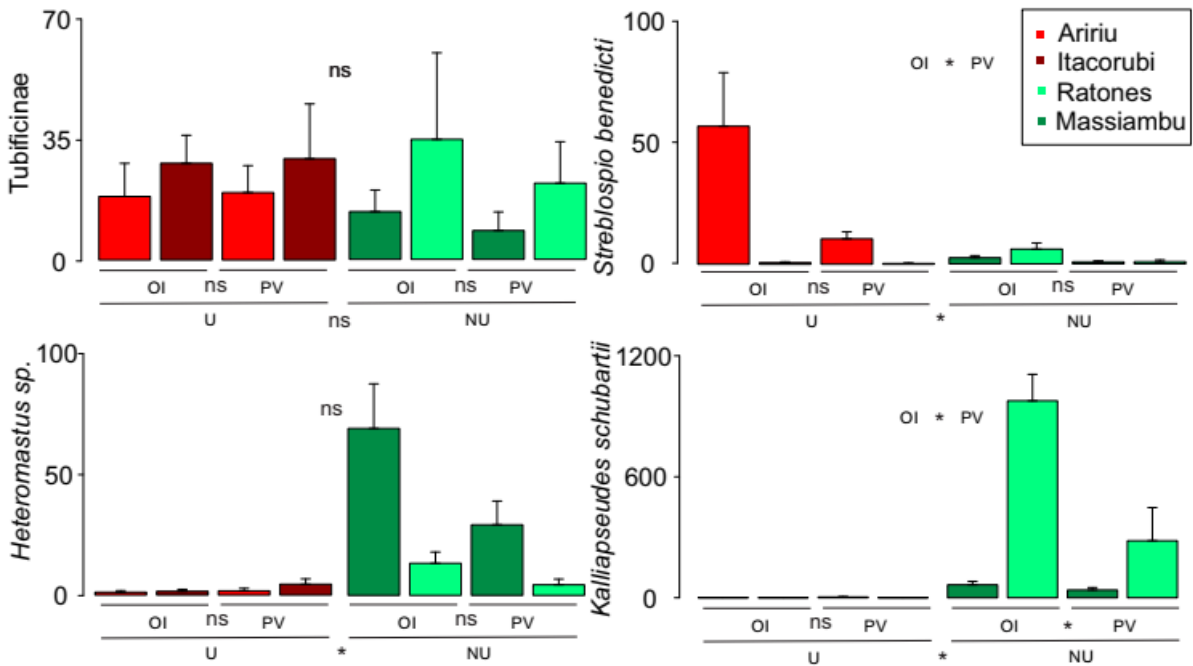 70
ns
35
0
Tubificinae
OI ns PV OI ns PV
U ns NU
100
OI * PV
50
0
Streblospio benedicti
Aririu
Itacorubi
Ratones
Massiambu
OI ns PV OI ns PV
U * NU
100
ns
50
0
Heteromastus sp.
OI ns PV OI ns PV
U * NU
1200
OI * PV
600
0
Kalliapseudes schubartii
OI ns PV OI * PV
U * NU